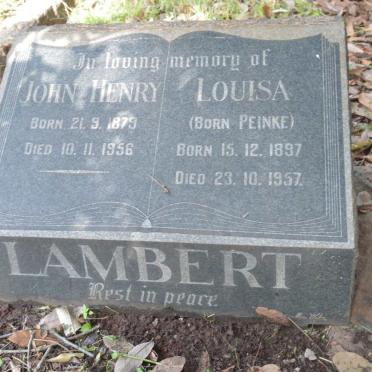 In loving memory of
JOHN HENRY
BORN 21. 9. 1879
DIED 10. 11. 1956
LOUISA
(BORN PEINKE)
BORN 15. 12. 1897
DIED 23. 10. 1957.
LAMBERT
Rest in peace